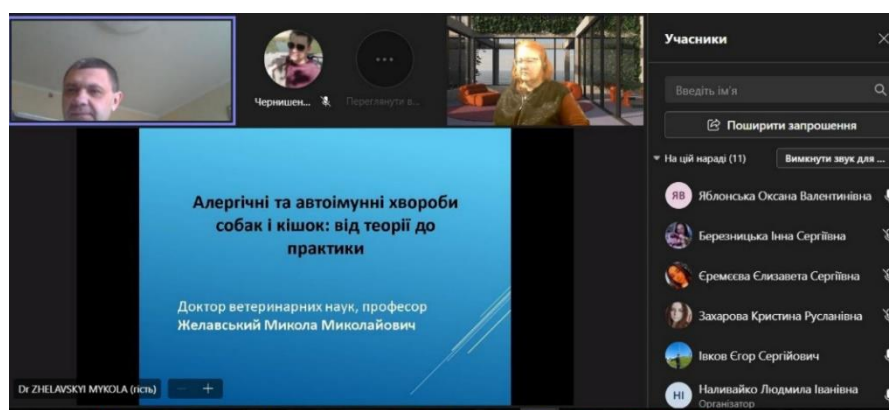 Чернишен...
Переглянути в...
Алергічні та автоімунні хвороби
собак і кішок: від теорії до
практики
Доктор ветеринарних наук, професор
Желавський Микола Миколайович
Dr ZHELAVSKYI MYKOLA (гість)
Учасники
Введіть ім'я
Поширити запрошення
На цій нараді (11)
Вимкнути звук для ...
ЯВ
Яблонська Оксана Валентинівна
Березницька Інна Сергіївна
Єремєєва Єлизавета Сергіївна
Захарова Кристина Русланівна
Івков Єгор Сергійович
НІ
Наливайко Людмила Іванівна
Організатор